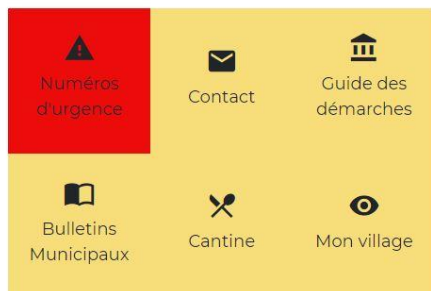 Numéros
d'urgence
Contact
Guide des
démarches
Bulletins
Municipaux
Cantine
Mon village